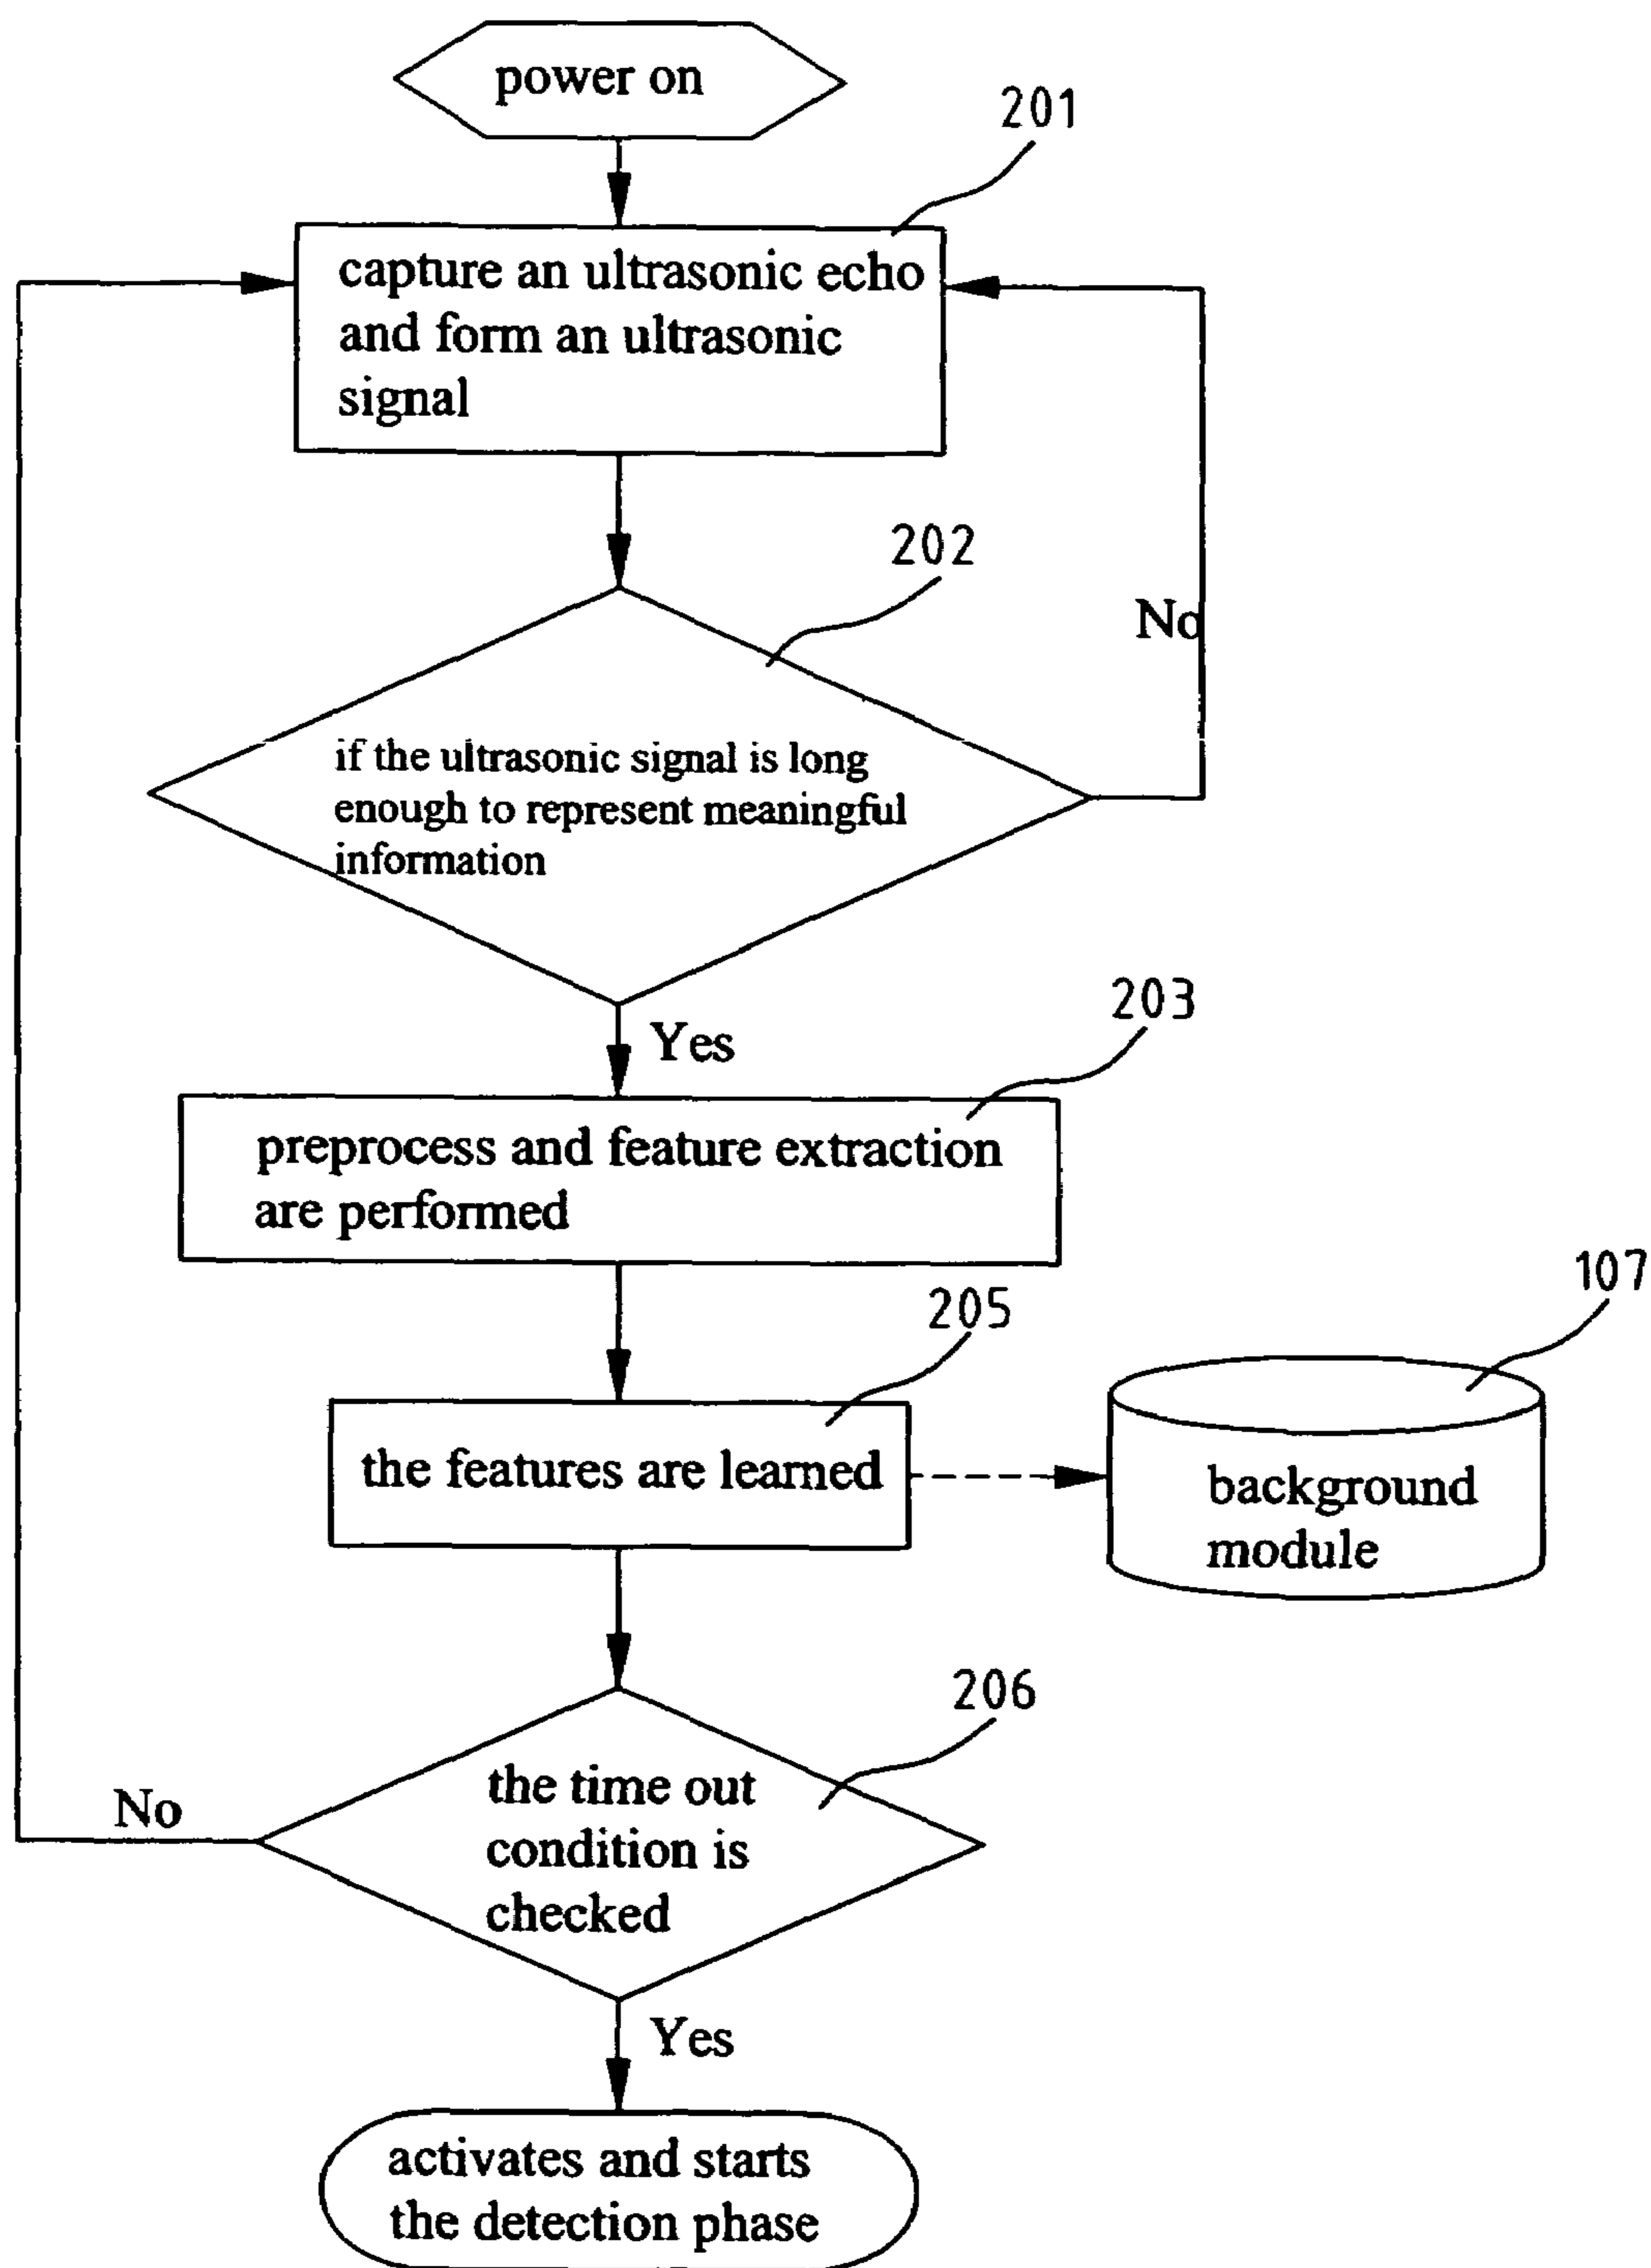 power on
201
capture an ultrasonic echo
and form an ultrasonic
signal
202
No
if the ultrasonic signal is long
enough to represent meaningful
information
Yes
203
preprocess and feature extraction
are performed
205
107
the features are learned
background
module
206
the time out
condition is
checked
No
Yes
activates and starts
the detection phase